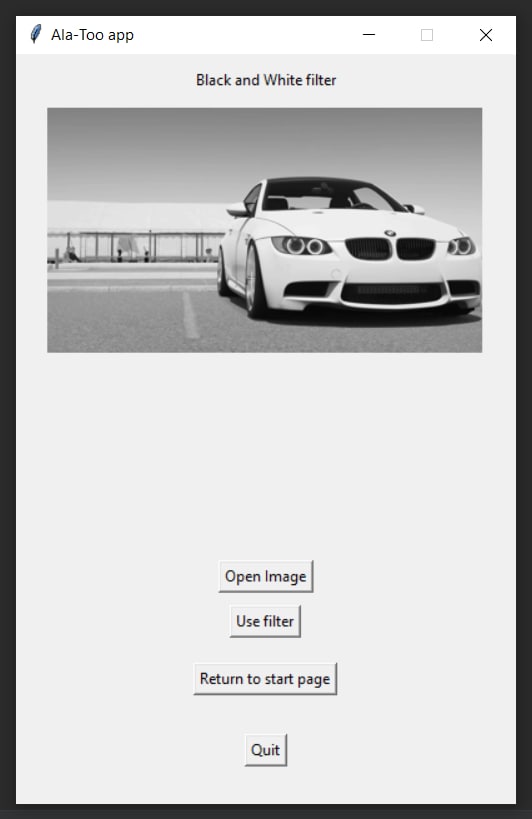 Ala-Too app
Black and White filter
Open Image
Use filter
Return to start page
Quit